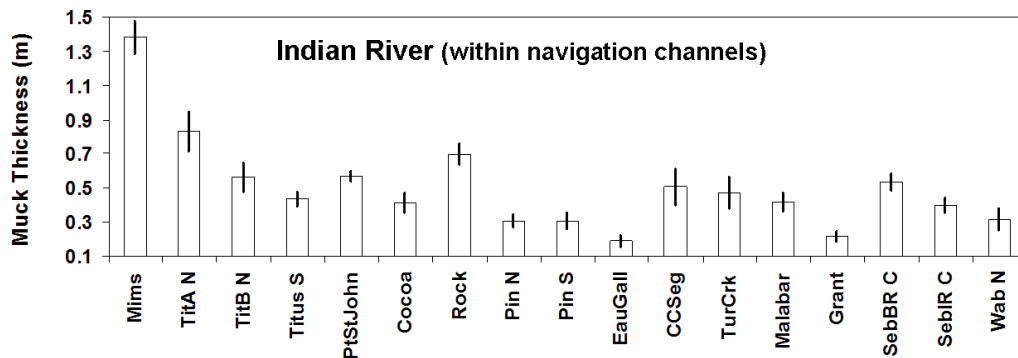 Indian River (within navigation channels)
Muck Thickness (m)
1.5
1.3
1.1
0.9
0.7
0.5
0.3
0.1
Mims
TitA N
TitB N
Titus S
PtStJohn
Cocoa
Rock
Pin N
Pin S
EauGall
CCSeg
TurCrk
Malabar
Grant
SebBR C
SebIR C
Wab N